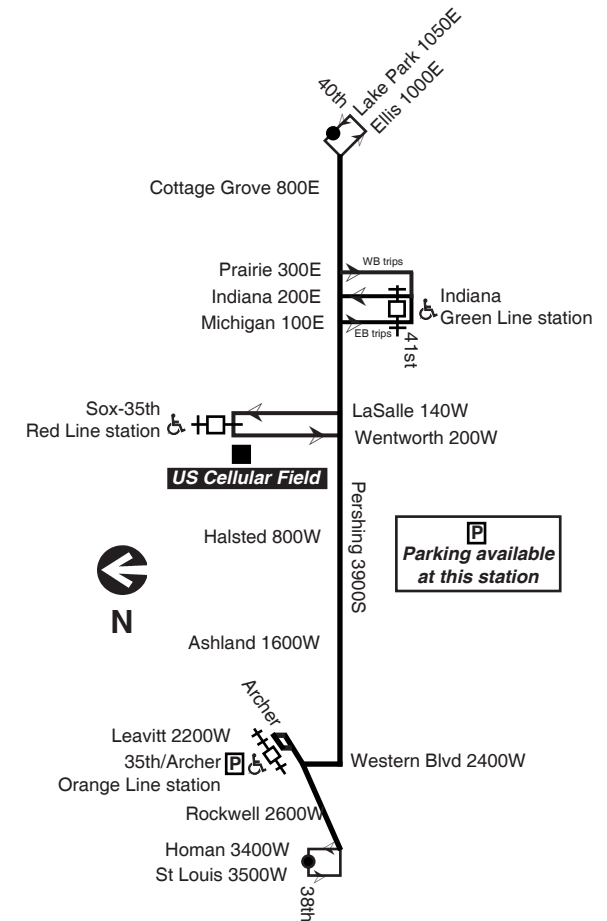 40th
Lake Park 1050E
Ellis 1000E
Cottage Grove 800E
WB trips
Prairie 300E
Indiana 200E
Michigan 100E
EB trips
41st
Indiana
Green Line station
Sox-35th
Red Line station
LaSalle 140W
Wentworth 200W
US Cellular Field
Pershing 3900S
Halsted 800W
P
Parking available
at this station
N
Ashland 1600W
Archer
Leavitt 2200W
35th/Archer P
Orange Line station
Western Blvd 2400W
Rockwell 2600W
Homan 3400W
St Louis 3500W
38th